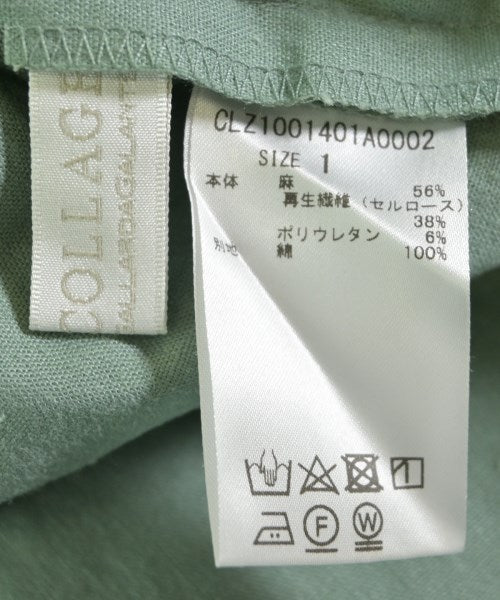 COLLAGE
GALLARDAGALANTE
CLZ1001401A0002
SIZE 1
本体 麻 56%
再生繊維 (セルロース)
38%
ポリウレタン 6%
別地 綿 100%
F W